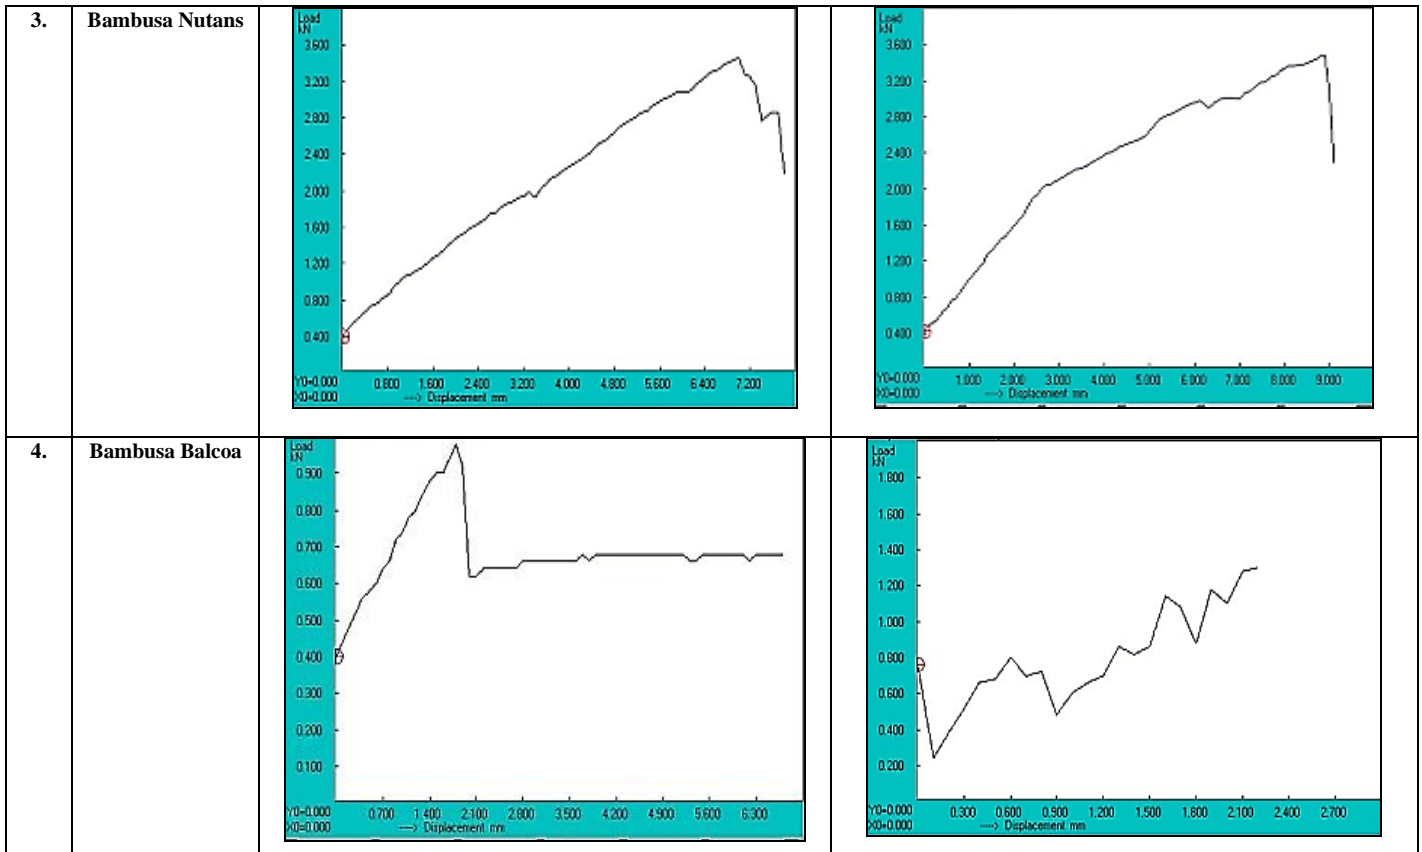 3.
Bambusa Nutans
Load
kN
3.600
3.200
2.800
2.400
2.000
1.600
1.200
0.800
0.400
Y0=0.000
X0=0.000
0.800 1.600 2.400 3.200 4.000 4.800 5.600 6.400 7.200
---> Displacement mm
Load
kN
3.600
3.200
2.800
2.400
2.000
1.600
1.200
0.800
0.400
Y0=0.000
X0=0.000
1.000 2.000 3.000 4.000 5.000 6.000 7.000 8.000 9.000
---> Displacement mm
4.
Bambusa Balcoa
Load
kN
0.900
0.800
0.700
0.600
0.500
0.400
0.300
0.200
0.100
Y0=0.000
X0=0.000
0.700 1.400 2.100 2.800 3.500 4.200 4.900 5.600 6.300
---> Displacement mm
Load
kN
1.800
1.600
1.400
1.200
1.000
0.800
0.600
0.400
0.200
Y0=0.000
X0=0.000
0.300 0.600 0.900 1.200 1.500 1.800 2.100 2.400 2.700
---> Displacement mm